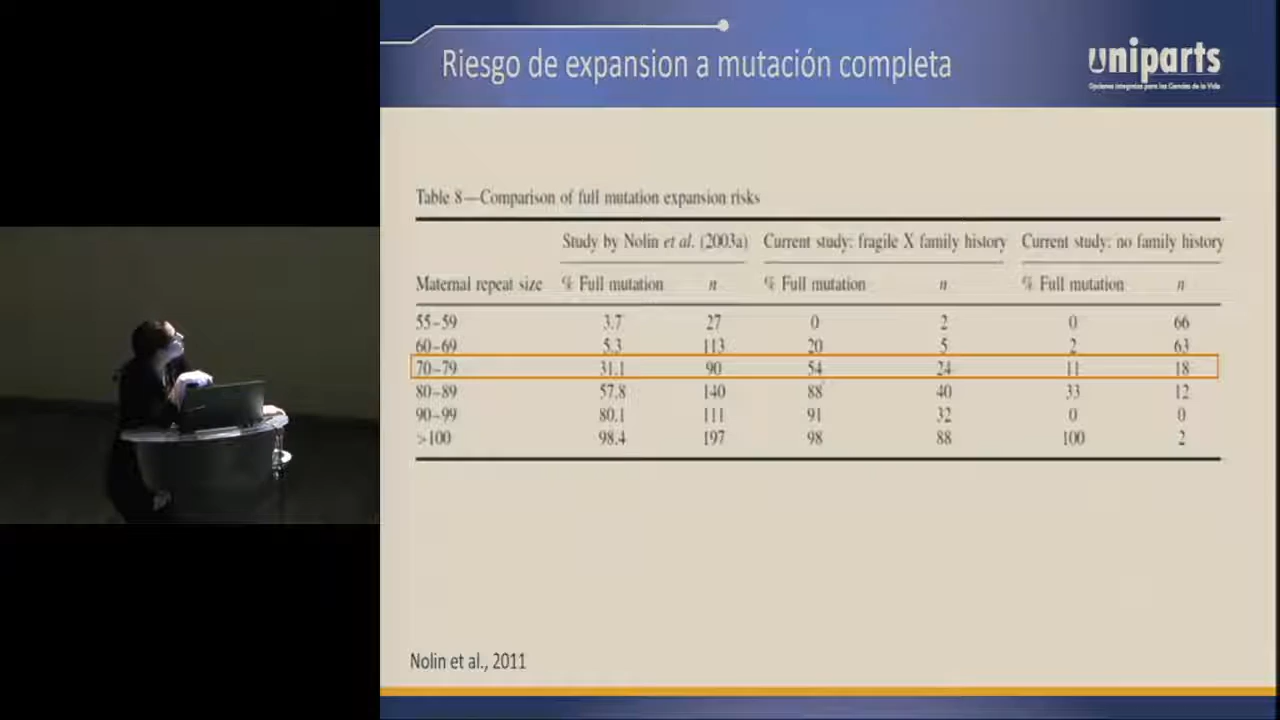 Riesgo de expansion a mutación completa
uniparts
Opciones Integrales para las Ciencias de la Vida
Table 8—Comparison of full mutation expansion risks
Study by Nolin et al. (2003a) Current study: fragile X family history Current study: no family history
Maternal repeat size % Full mutation n % Full mutation n % Full mutation n
55–59 3.7 27 0 2 0 66
60–69 5.3 113 20 5 2 63
70–79 31.1 90 54 24 11 18
80–89 57.8 140 88 40 33 12
90–99 80.1 111 91 32 0 0
>100 98.4 197 98 88 100 2
Nolin et al., 2011